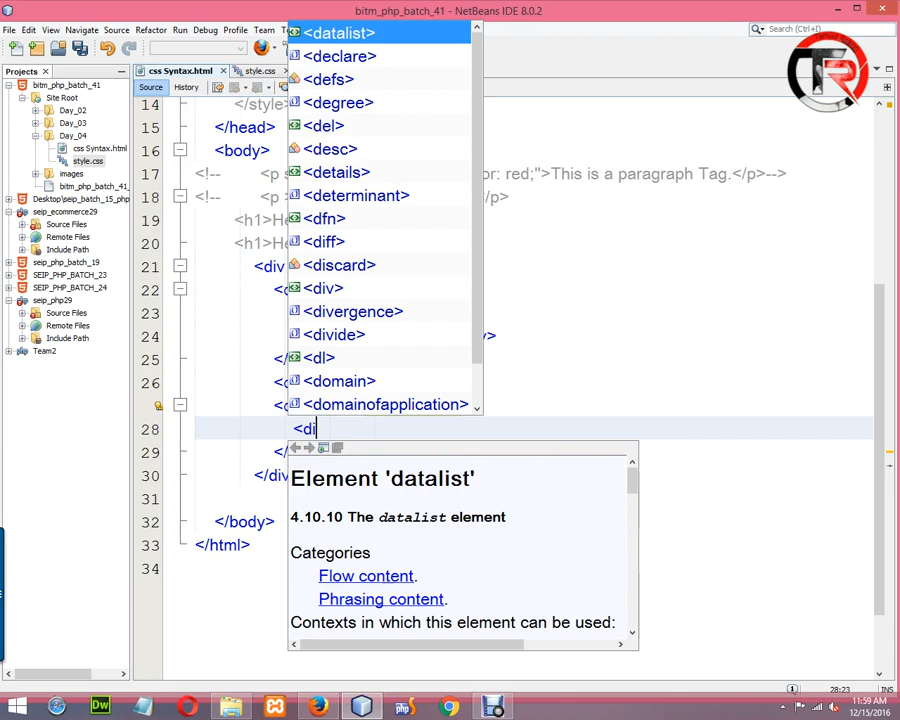 bitm_php_batch_41 - NetBeans IDE 8.0.2
File Edit View Navigate Source Refactor Run Debug Profile Team
Search (Ctrl+I)
Projects
css Syntax.html
style.css
Source History
bitm_php_batch_41
Site Root
Day_02
Day_03
Day_04
css Syntax.html
style.css
images
bitm_php_batch_41_
Desktop\seip_batch_15_php
seip_ecommerce29
Source Files
Remote Files
Include Path
seip_php_batch_19
SEIP_PHP_BATCH_23
SEIP_PHP_BATCH_24
seip_php29
Source Files
Remote Files
Include Path
Team2
14 </style>
15 </head>
16 <body>
17 <!-- <p s or: red;">This is a paragraph Tag.</p>-->
18 <!-- <p </p>
19 <h1>He
20 <h1>He
21 <div
22 <d
23
24 >
25 </
26 <d
<d
28 <di
29 </
30 </div
31
32 </body>
33 </html>
34
<datalist>
<declare>
<defs>
<degree>
<del>
<desc>
<details>
<determinant>
<dfn>
<diff>
<discard>
<div>
<divergence>
<divide>
<dl>
<domain>
<domainofapplication>
Element 'datalist'
4.10.10 The datalist element
Categories
Flow content.
Phrasing content.
Contexts in which this element can be used:
28:23 INS
11:59 AM
12/15/2016